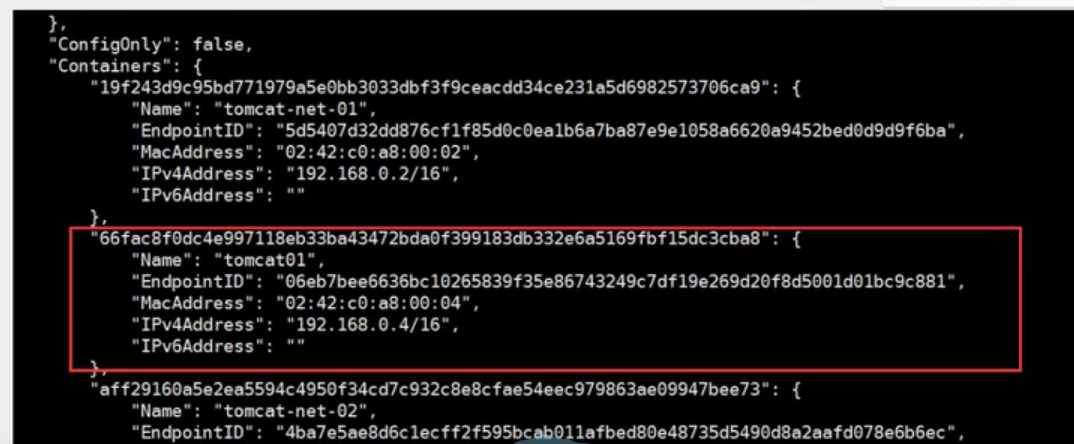 },
"ConfigOnly": false,
"Containers": {
"19f243d9c95bd771979a5e0bb3033dbf3f9ceacdd34ce231a5d6982573706ca9": {
"Name": "tomcat-net-01",
"EndpointID": "5d5407d32dd876cf1f85d0c0ea1b6a7ba87e9e1058a6620a9452bed0d9d9f6ba",
"MacAddress": "02:42:c0:a8:00:02",
"IPv4Address": "192.168.0.2/16",
"IPv6Address": ""
},
"66fac8f0dc4e997118eb33ba43472bda0f399183db332e6a5169fbf15dc3cba8": {
"Name": "tomcat01",
"EndpointID": "06eb7bee6636bc10265839f35e86743249c7df19e269d20f8d5001d01bc9c881",
"MacAddress": "02:42:c0:a8:00:04",
"IPv4Address": "192.168.0.4/16",
"IPv6Address": ""
},
"aff29160a5e2ea5594c4950f34cd7c932c8e8cfae54eec979863ae09947bee73": {
"Name": "tomcat-net-02",
"EndpointID": "4ba7e5ae8d6c1ecff2f595bcab011afbed80e48735d5490d8a2aafd078e6b6ec",